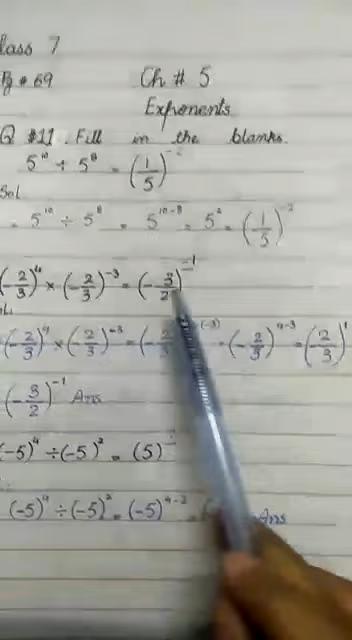 lass 7
# 69 Ch # 5
Exponents
Q #11. Fill in the blanks.
5¹⁰ ÷ 5⁸ = (1/5)⁻²
Sol
= 5¹⁰ ÷ 5⁸ = 5¹⁰⁻⁸ = 5² = (1/5)⁻²
(-2/3)⁴ × (-2/3)⁻³ = (-3/2)⁻¹
(-2/3)⁴ × (-2/3)⁻³ = (- = (-2/3)⁴⁻³ = (2/3)¹
(-3/2)⁻¹ Ans
(-5)⁴ ÷ (-5)² = (5)
(-5)⁴ ÷ (-5)² = (-5)⁴⁻² = Ans